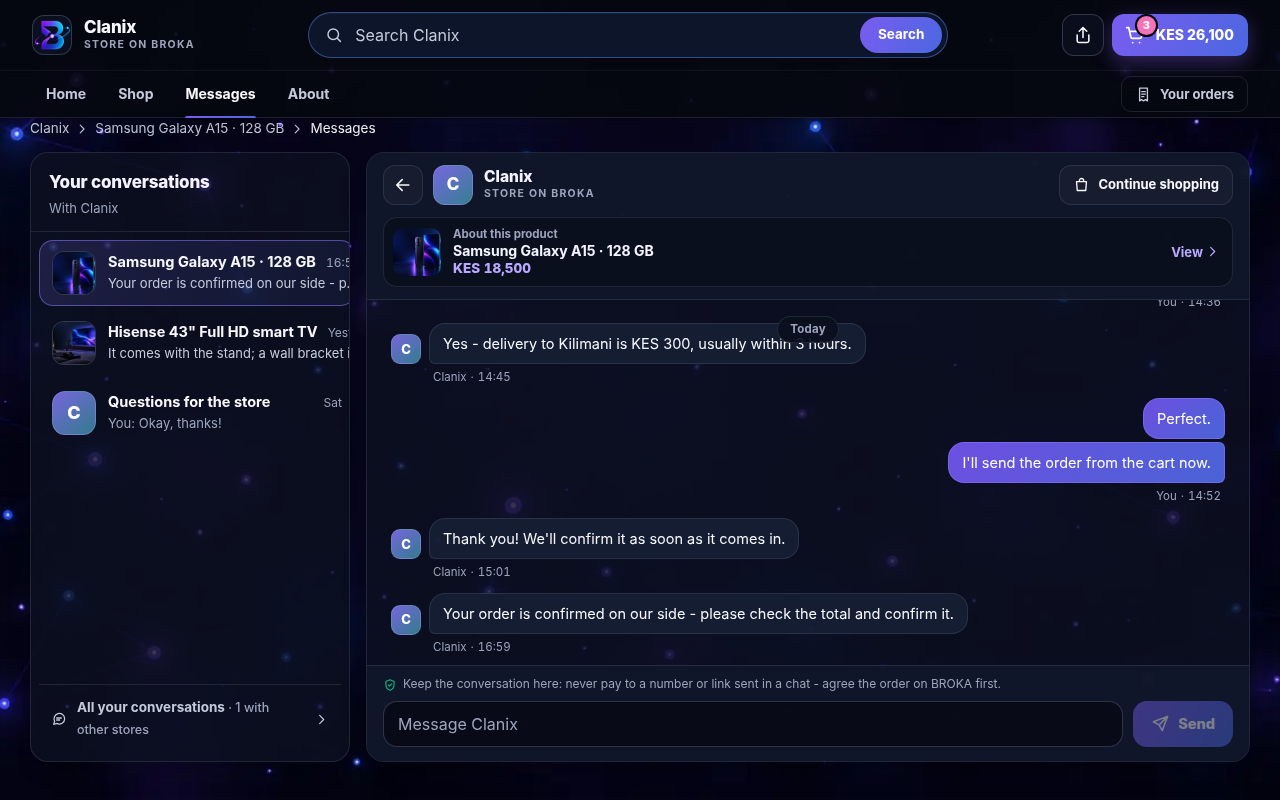 Clanix
STORE ON BROKA
Search Clanix
Search
3
KES 26,100
Home
Shop
Messages
About
Your orders
Clanix > Samsung Galaxy A15 · 128 GB > Messages
Your conversations
With Clanix
Samsung Galaxy A15 · 128 GB
16:5
Your order is confirmed on our side - p.
Hisense 43" Full HD smart TV
Yes
It comes with the stand; a wall bracket i
C
Questions for the store
Sat
You: Okay, thanks!
All your conversations · 1 with
other stores
C
Clanix
STORE ON BROKA
Continue shopping
About this product
Samsung Galaxy A15 · 128 GB
KES 18,500
View
You · 14:36
Today
C
Yes - delivery to Kilimani is KES 300, usually within 3 hours.
Clanix · 14:45
Perfect.
I'll send the order from the cart now.
You · 14:52
C
Thank you! We'll confirm it as soon as it comes in.
Clanix · 15:01
C
Your order is confirmed on our side - please check the total and confirm it.
Clanix · 16:59
Keep the conversation here: never pay to a number or link sent in a chat - agree the order on BROKA first.
Message Clanix
Send